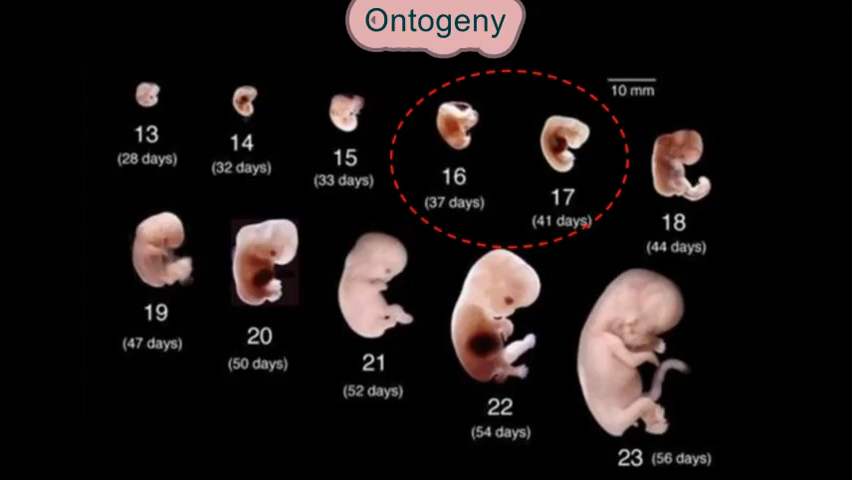 Ontogeny
10 mm
13
(28 days)
14
(32 days)
15
(33 days)
16
(37 days)
17
(41 days)
18
(44 days)
19
(47 days)
20
(50 days)
21
(52 days)
22
(54 days)
23 (56 days)